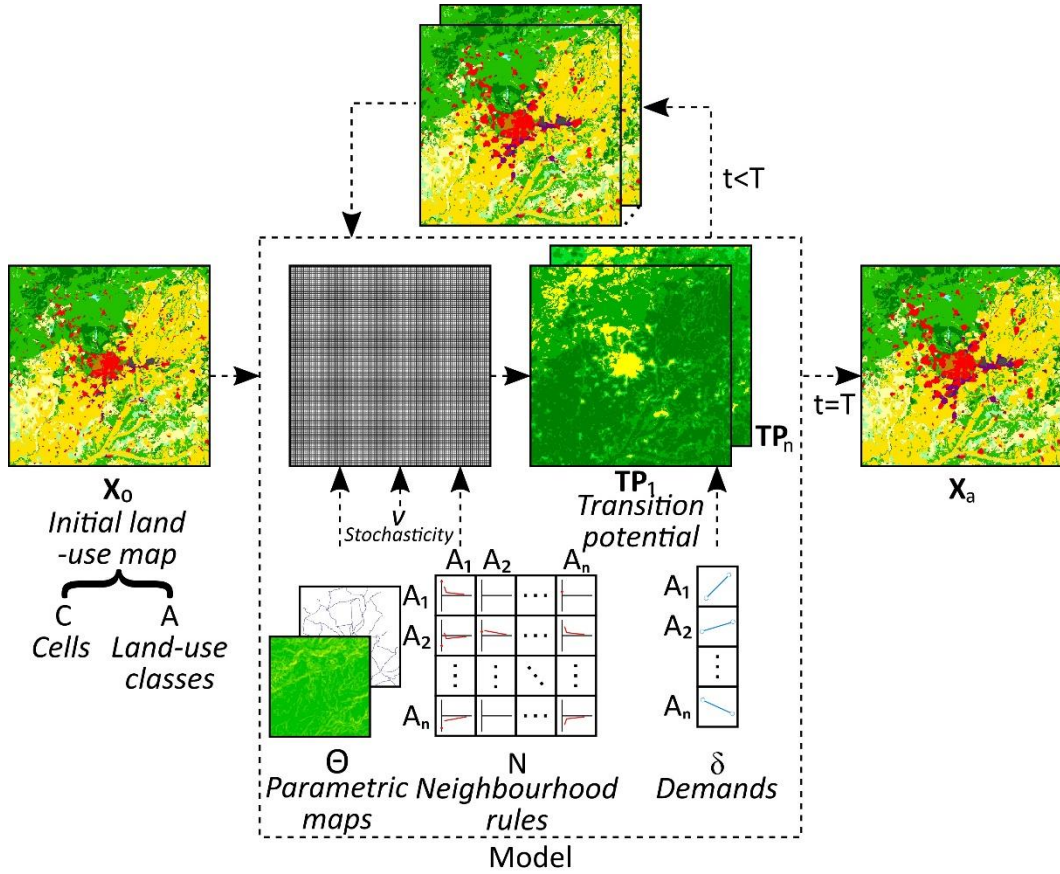 t<T
t=T
X₀
Initial land
-use map
C
A
Cells
Land-use
classes
v
Stochasticity
TP₁
TPₙ
Transition
potential
A₁ A₂ Aₙ
A₁
A₂
Aₙ
A₁
A₂
Aₙ
Θ
Parametric
maps
N
Neighbourhood
rules
δ
Demands
Xₐ
Model